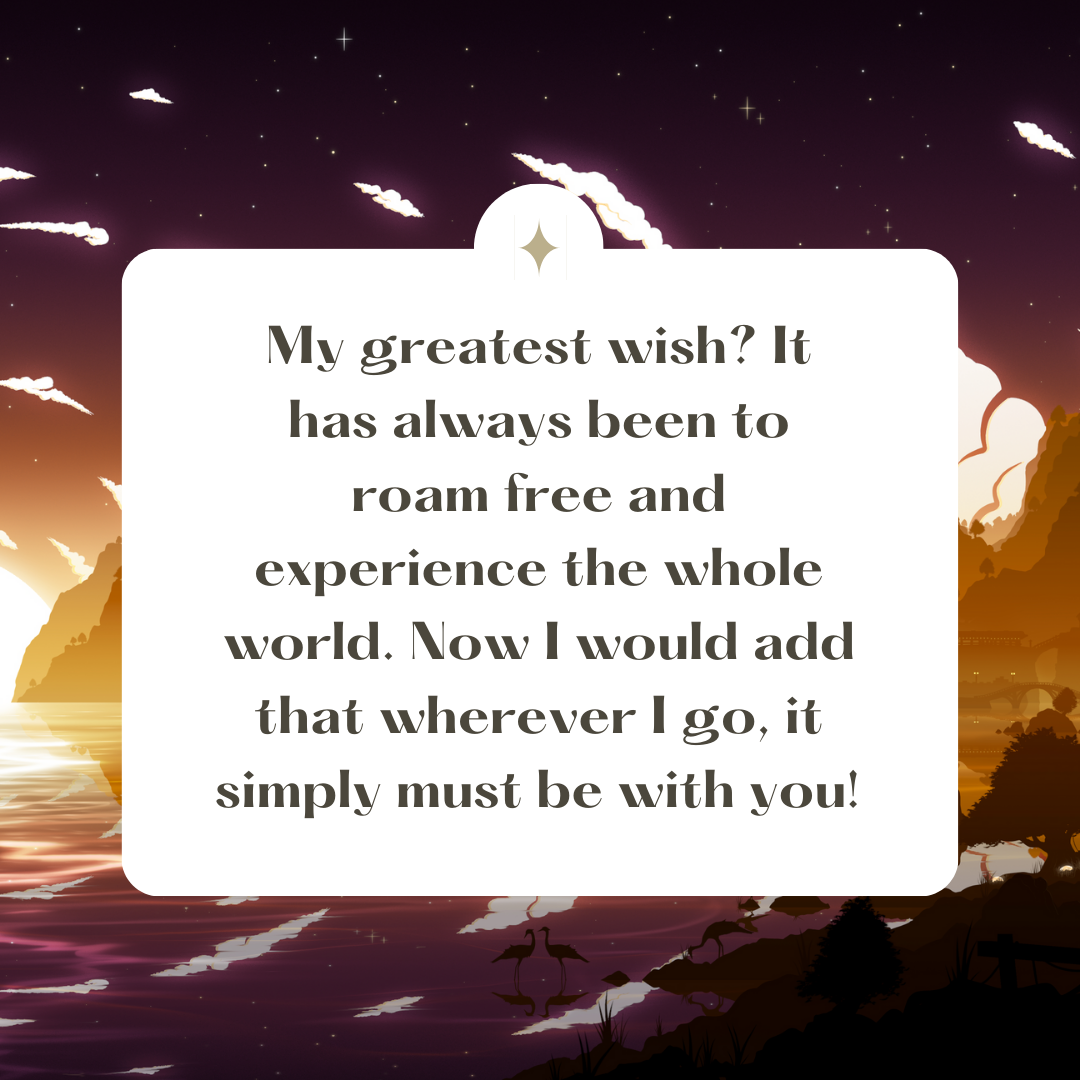 My greatest wish? It
has always been to
roam free and
experience the whole
world. Now I would add
that wherever I go, it
simply must be with you!